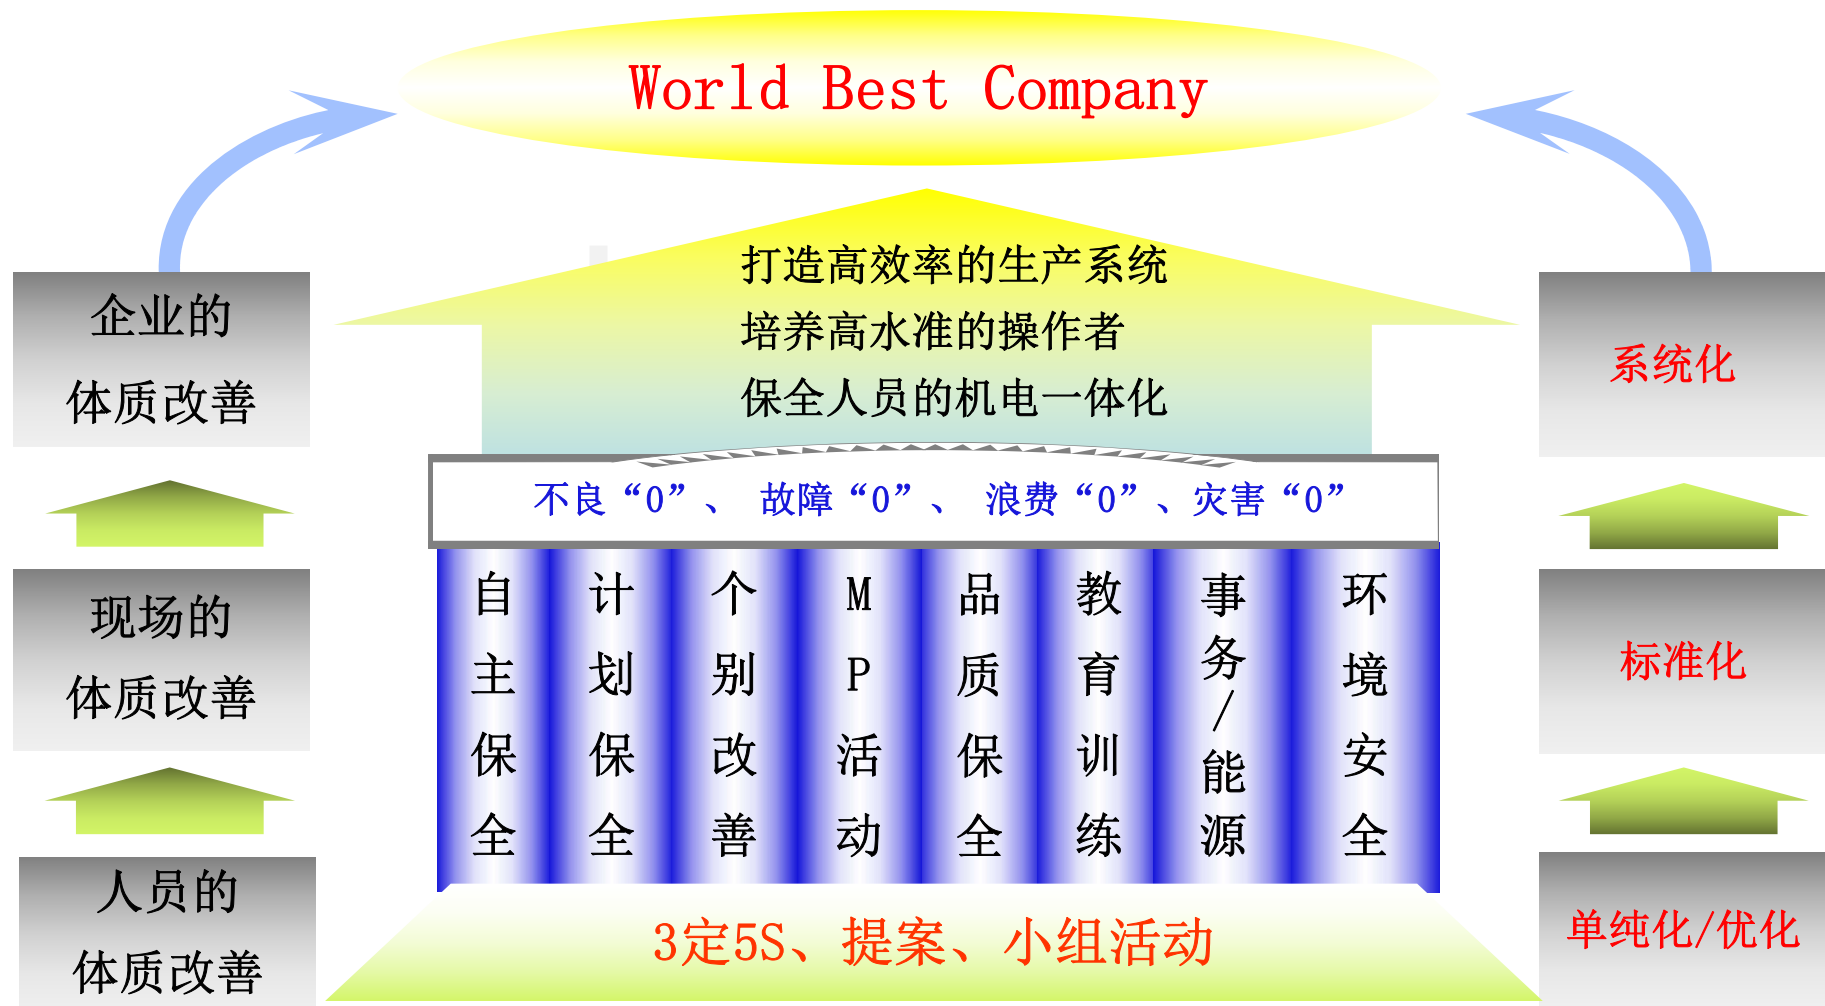 World Best Company
打造高效率的生产系统
培养高水准的操作者
保全人员的机电一体化
企业的
体质改善
现场的
体质改善
人员的
体质改善
不良“0”、 故障“0”、 浪费“0”、灾害“0”
自主保全
计划保全
个别改善
MP活动
品质保全
教育训练
事务/能源
环境安全
3定5S、提案、小组活动
系统化
标准化
单纯化/优化